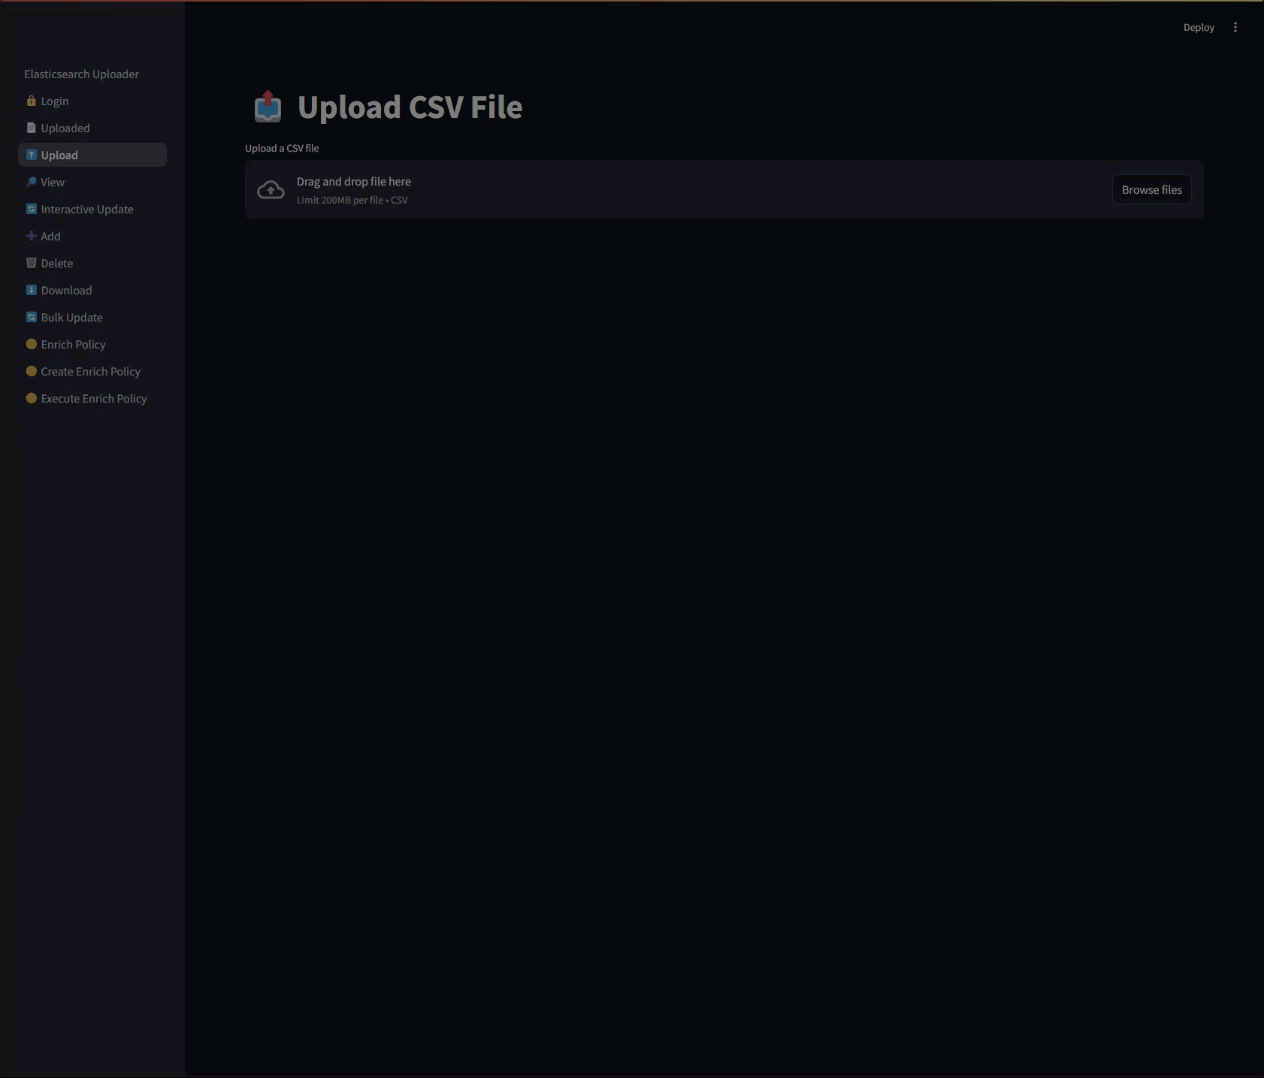 Deploy
Elasticsearch Uploader
Login
Uploaded
Upload
View
Interactive Update
Add
Delete
Download
Bulk Update
Enrich Policy
Create Enrich Policy
Execute Enrich Policy
Upload CSV File
Upload a CSV file
Drag and drop file here
Limit 200MB per file • CSV
Browse files